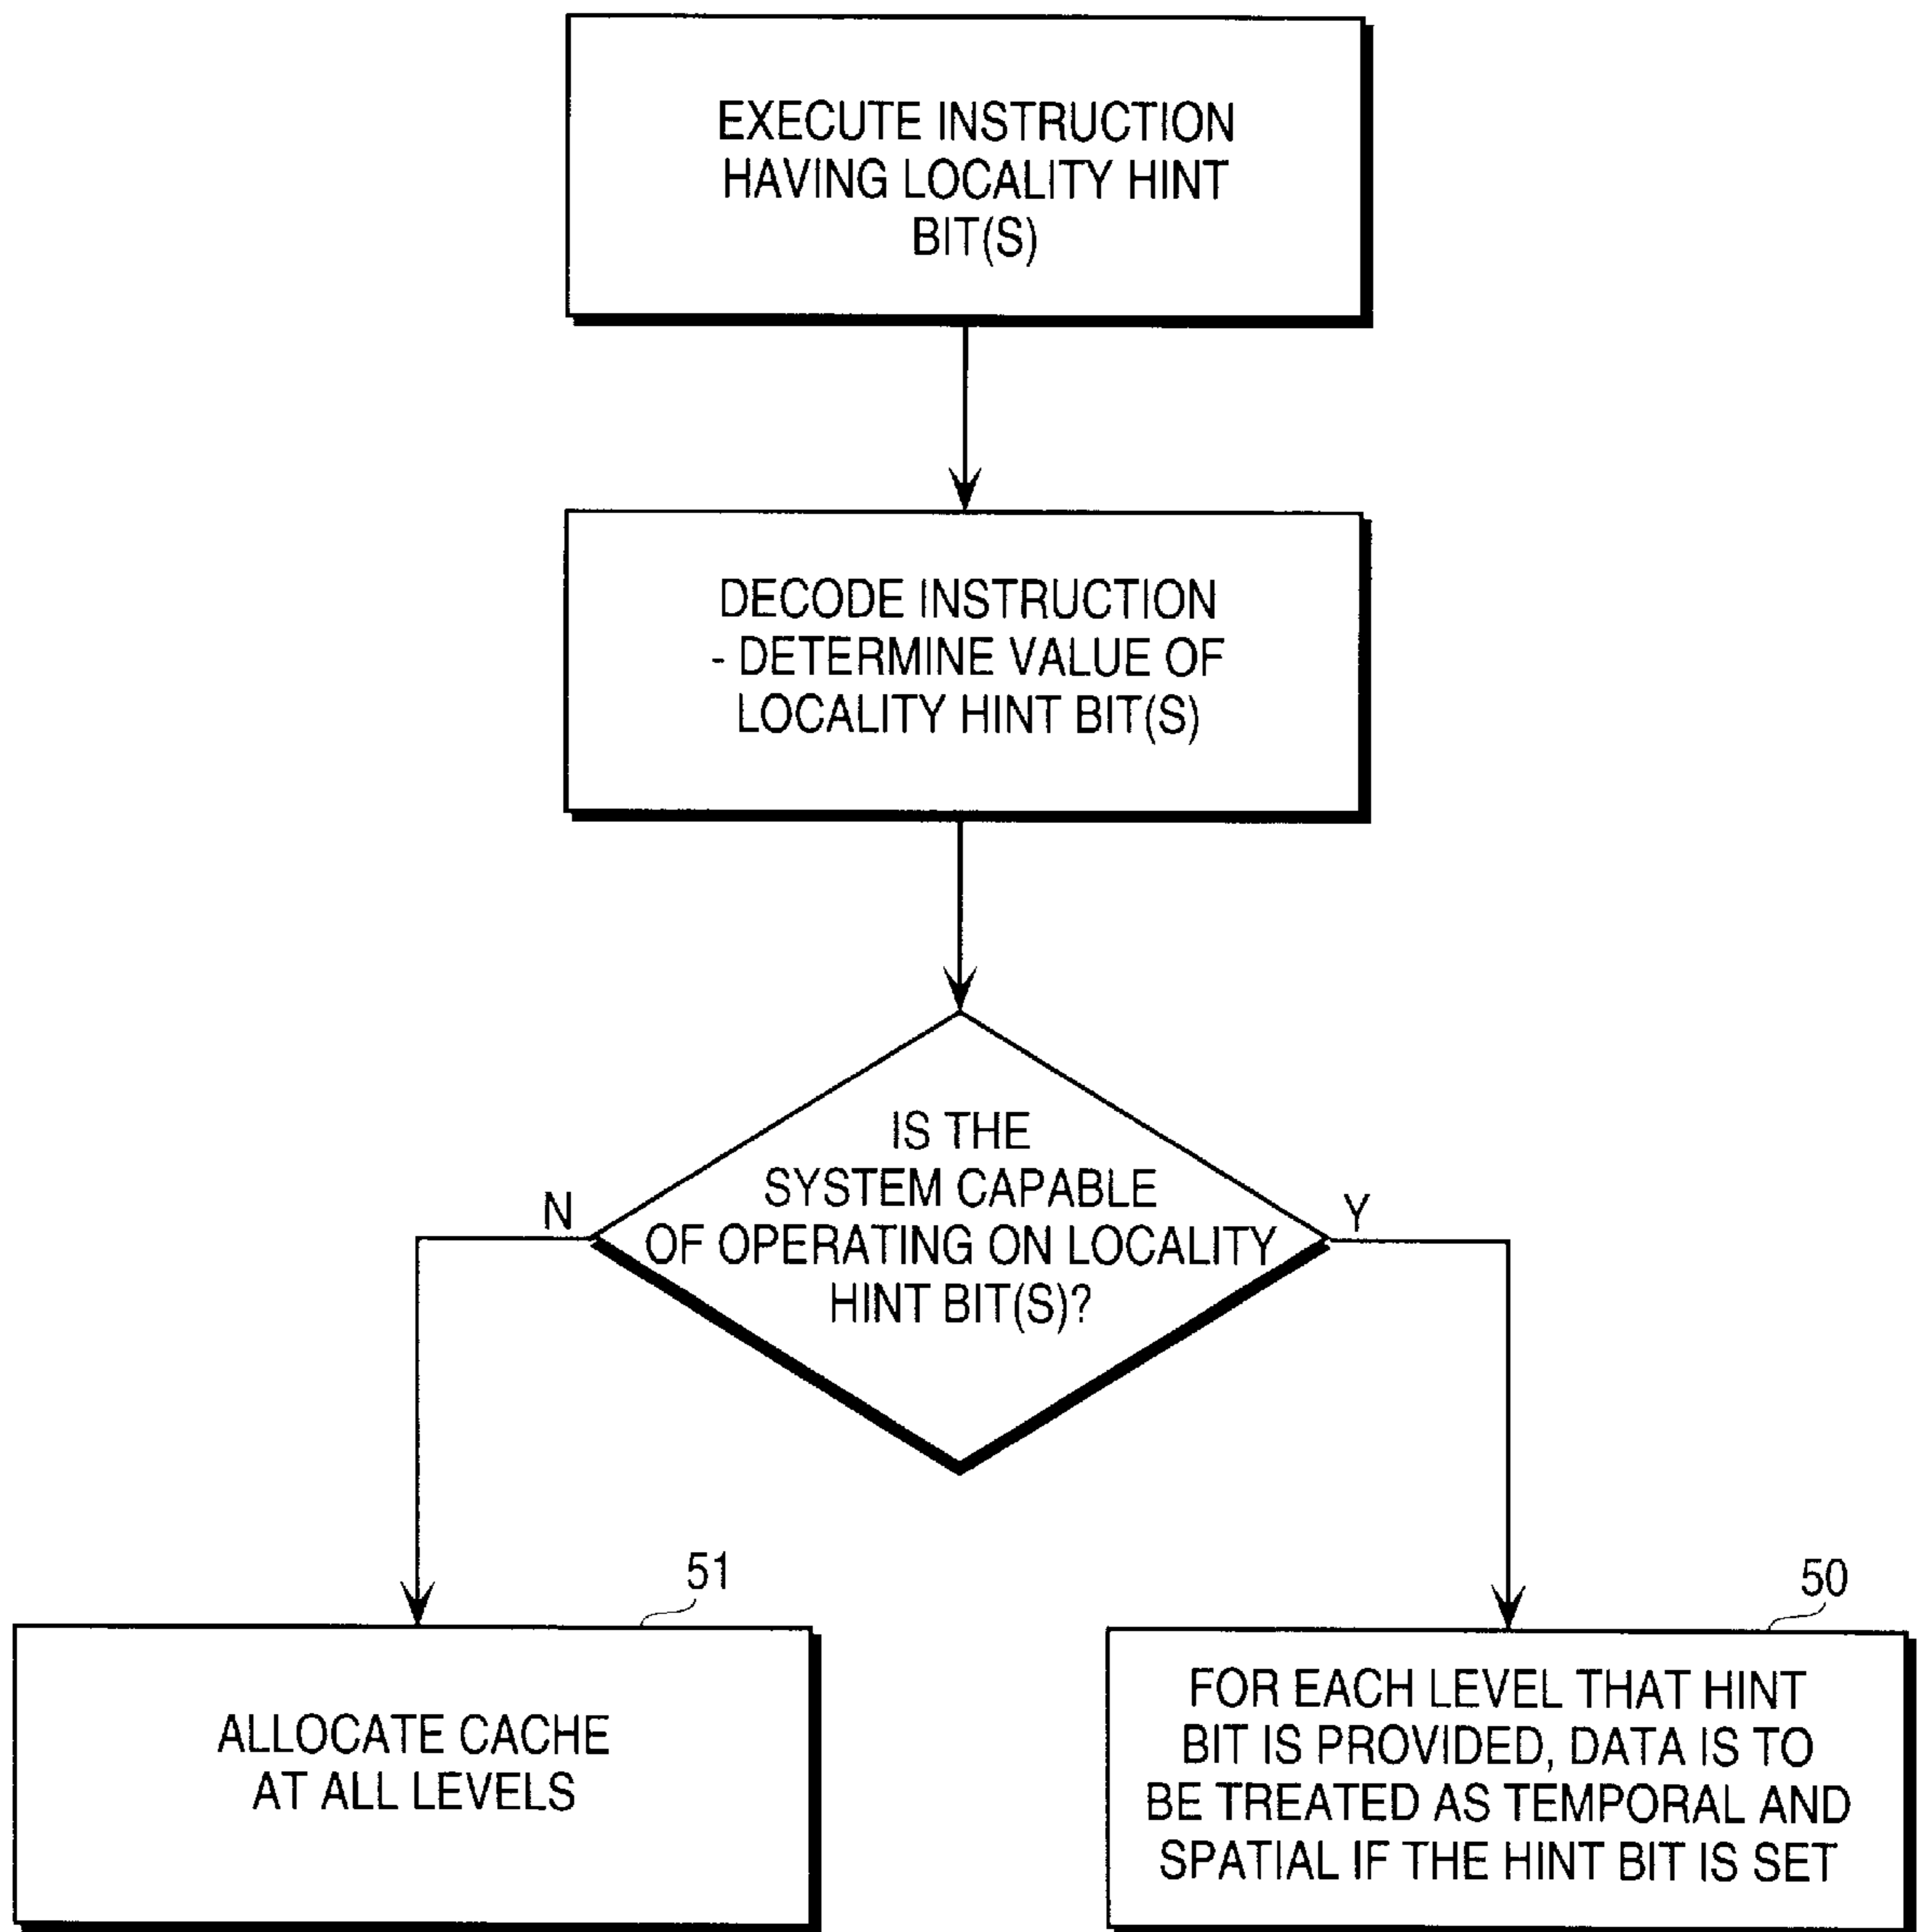 EXECUTE INSTRUCTION
HAVING LOCALITY HINT
BIT(S)
DECODE INSTRUCTION
- DETERMINE VALUE OF
LOCALITY HINT BIT(S)
IS THE
SYSTEM CAPABLE
OF OPERATING ON LOCALITY
HINT BIT(S)?
N
Y
51
ALLOCATE CACHE
AT ALL LEVELS
50
FOR EACH LEVEL THAT HINT
BIT IS PROVIDED, DATA IS TO
BE TREATED AS TEMPORAL AND
SPATIAL IF THE HINT BIT IS SET